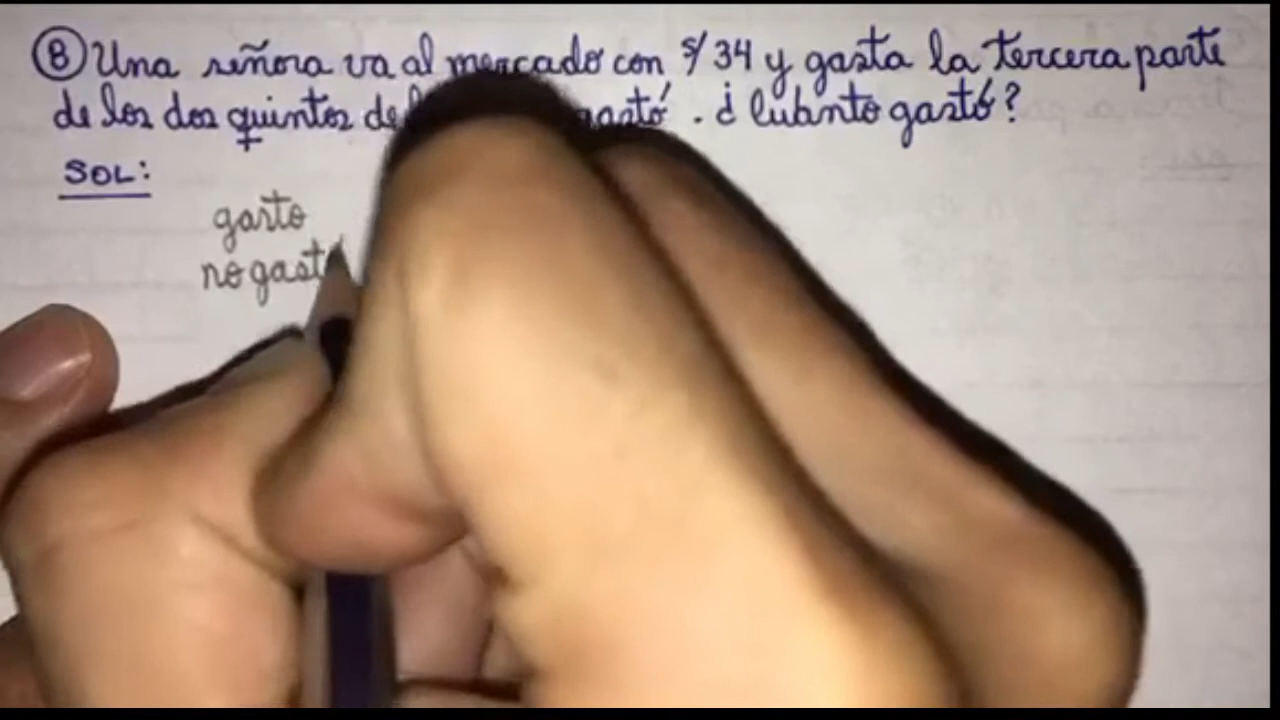 ⑧ Una señora va al mercado con S/34 y gasta la tercera parte
de los dos quintos de gastó. ¿Cuánto gastó?
SOL:
gasto
no gastó